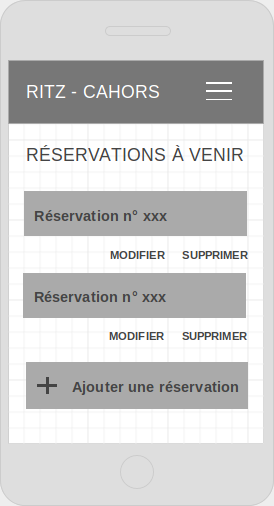 RITZ - CAHORS
RÉSERVATIONS À VENIR
Réservation n° xxx
MODIFIER SUPPRIMER
Réservation n° xxx
MODIFIER SUPPRIMER
Ajouter une réservation